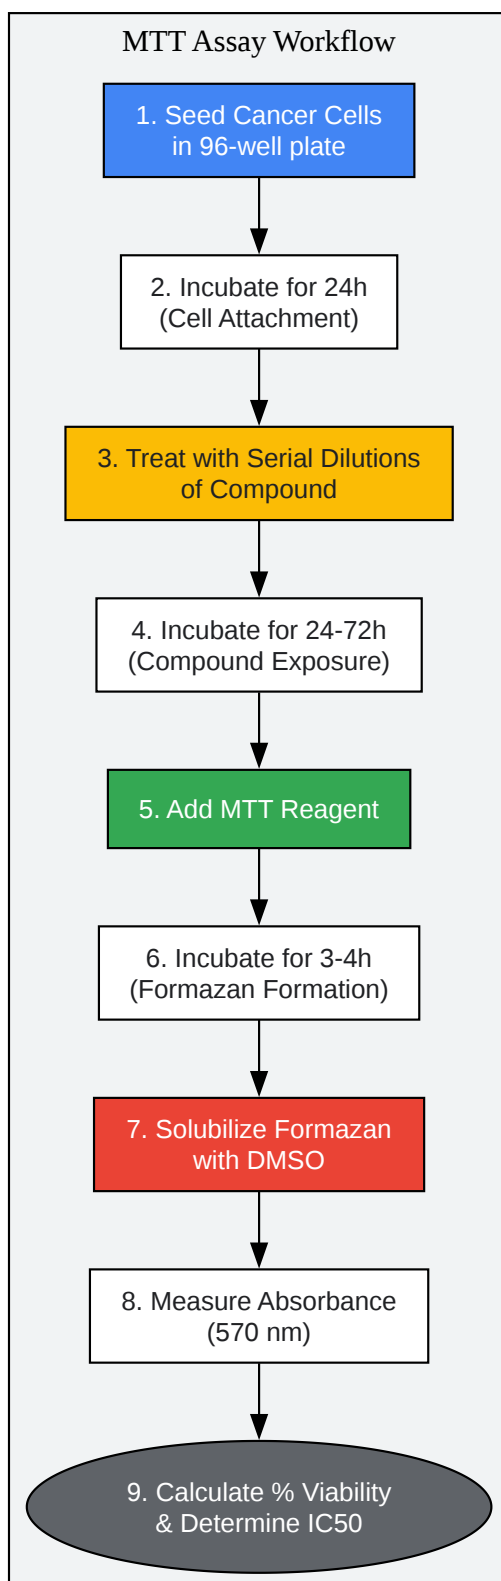 MTT Assay Workflow
1. Seed Cancer Cells
in 96-well plate
2. Incubate for 24h
(Cell Attachment)
3. Treat with Serial Dilutions
of Compound
4. Incubate for 24-72h
(Compound Exposure)
5. Add MTT Reagent
6. Incubate for 3-4h
(Formazan Formation)
7. Solubilize Formazan
with DMSO
8. Measure Absorbance
(570 nm)
9. Calculate % Viability
& Determine IC50